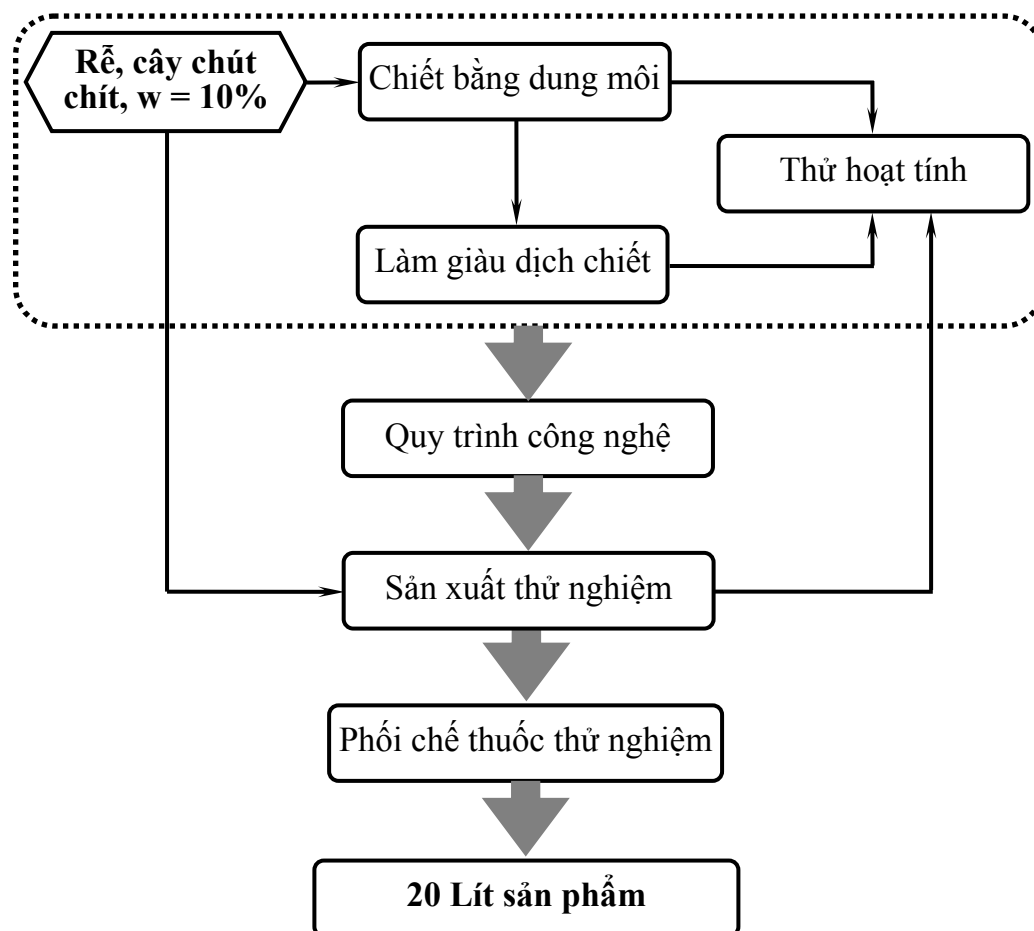 Rễ, cây chút
chít, w = 10%
Chiết bằng dung môi
Thử hoạt tính
Làm giàu dịch chiết
Quy trình công nghệ
Sản xuất thử nghiệm
Phối chế thuốc thử nghiệm
20 Lít sản phẩm